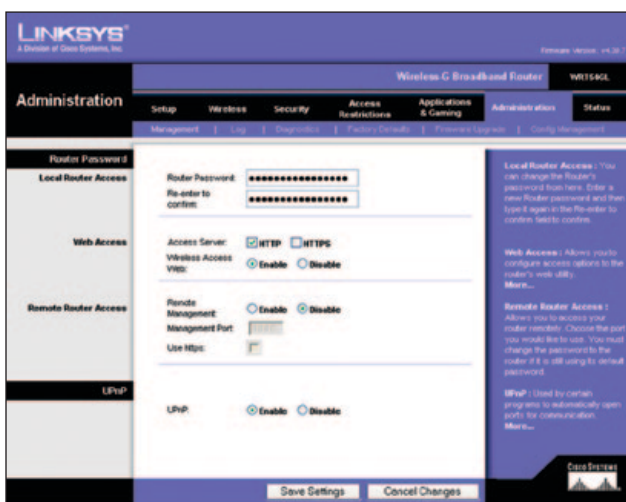 LINKSYS®
A Division of Cisco Systems, Inc.
Firmware Version: v4.30.7
Wireless-G Broadband Router WRT54GL
Administration
Setup Wireless Security Access Restrictions Applications & Gaming Administration Status
Management | Log | Diagnostics | Factory Defaults | Firmware Upgrade | Config Management
Router Password
Local Router Access
Router Password:
Re-enter to
confirm:
Web Access
Access Server: HTTP HTTPS
Wireless Access
Web: Enable Disable
Remote Router Access
Remote
Management: Enable Disable
Management Port:
Use https:
UPnP
UPnP: Enable Disable
Save Settings Cancel Changes
Local Router Access : You
can change the Router's
password from here. Enter a
new Router password and then
type it again in the Re-enter to
confirm field to confirm.
Web Access : Allows you to
configure access options to the
router's web utility.
More...
Remote Router Access :
Allows you to access your
router remotely. Choose the port
you would like to use. You must
change the password to the
router if it is still using its default
password.
UPnP : Used by certain
programs to automatically open
ports for communication.
More...
CISCO SYSTEMS